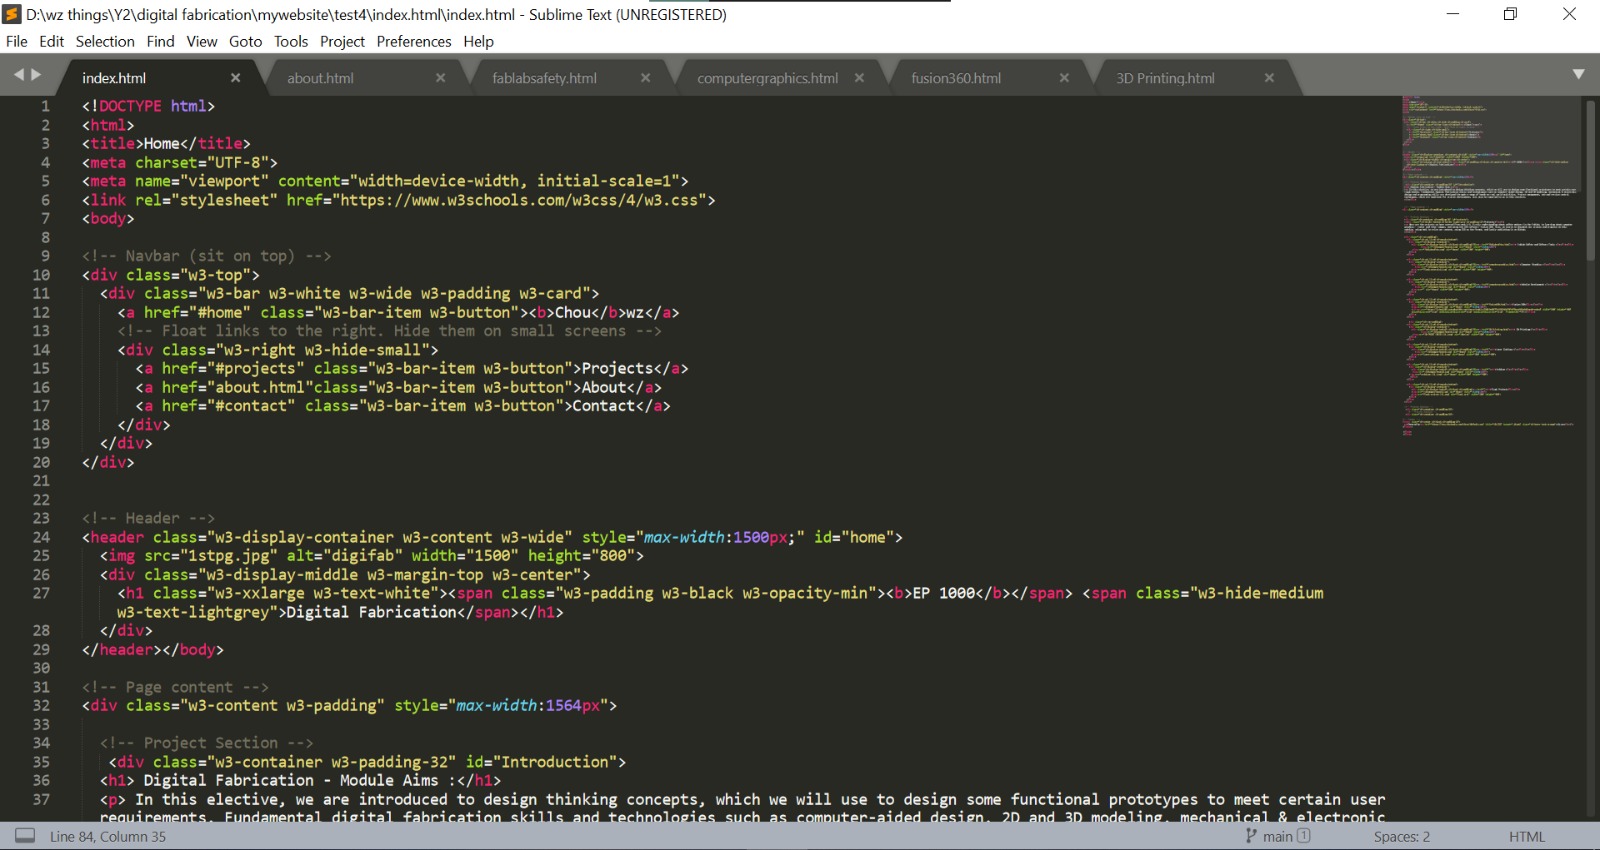 D:\wz things\Y2\digital fabrication\mywebsite\test4\index.html\index.html - Sublime Text (UNREGISTERED)
File Edit Selection Find View Goto Tools Project Preferences Help
index.html × about.html × fablabsafety.html × computergraphics.html × fusion360.html × 3D Printing.html ×
1 <!DOCTYPE html>
2 <html>
3 <title>Home</title>
4 <meta charset="UTF-8">
5 <meta name="viewport" content="width=device-width, initial-scale=1">
6 <link rel="stylesheet" href="https://www.w3schools.com/w3css/4/w3.css">
7 <body>
8
9 <!-- Navbar (sit on top) -->
10 <div class="w3-top">
11 <div class="w3-bar w3-white w3-wide w3-padding w3-card">
12 <a href="#home" class="w3-bar-item w3-button"><b>Chou</b>wz</a>
13 <!-- Float links to the right. Hide them on small screens -->
14 <div class="w3-right w3-hide-small">
15 <a href="#projects" class="w3-bar-item w3-button">Projects</a>
16 <a href="about.html"class="w3-bar-item w3-button">About</a>
17 <a href="#contact" class="w3-bar-item w3-button">Contact</a>
18 </div>
19 </div>
20 </div>
21
22
23 <!-- Header -->
24 <header class="w3-display-container w3-content w3-wide" style="max-width:1500px;" id="home">
25 <img src="1stpg.jpg" alt="digifab" width="1500" height="800">
26 <div class="w3-display-middle w3-margin-top w3-center">
27 <h1 class="w3-xxlarge w3-text-white"><span class="w3-padding w3-black w3-opacity-min"><b>EP 1000</b></span> <span class="w3-hide-medium
w3-text-lightgrey">Digital Fabrication</span></h1>
28 </div>
29 </header></body>
30
31 <!-- Page content -->
32 <div class="w3-content w3-padding" style="max-width:1564px">
33
34 <!-- Project Section -->
35 <div class="w3-container w3-padding-32" id="Introduction">
36 <h1> Digital Fabrication - Module Aims :</h1>
37 <p> In this elective, we are introduced to design thinking concepts, which we will use to design some functional prototypes to meet certain user
requirements. Fundamental digital fabrication skills and technologies such as computer-aided design, 2D and 3D modeling, mechanical & electronic
Line 84, Column 35 main 1 Spaces: 2 HTML